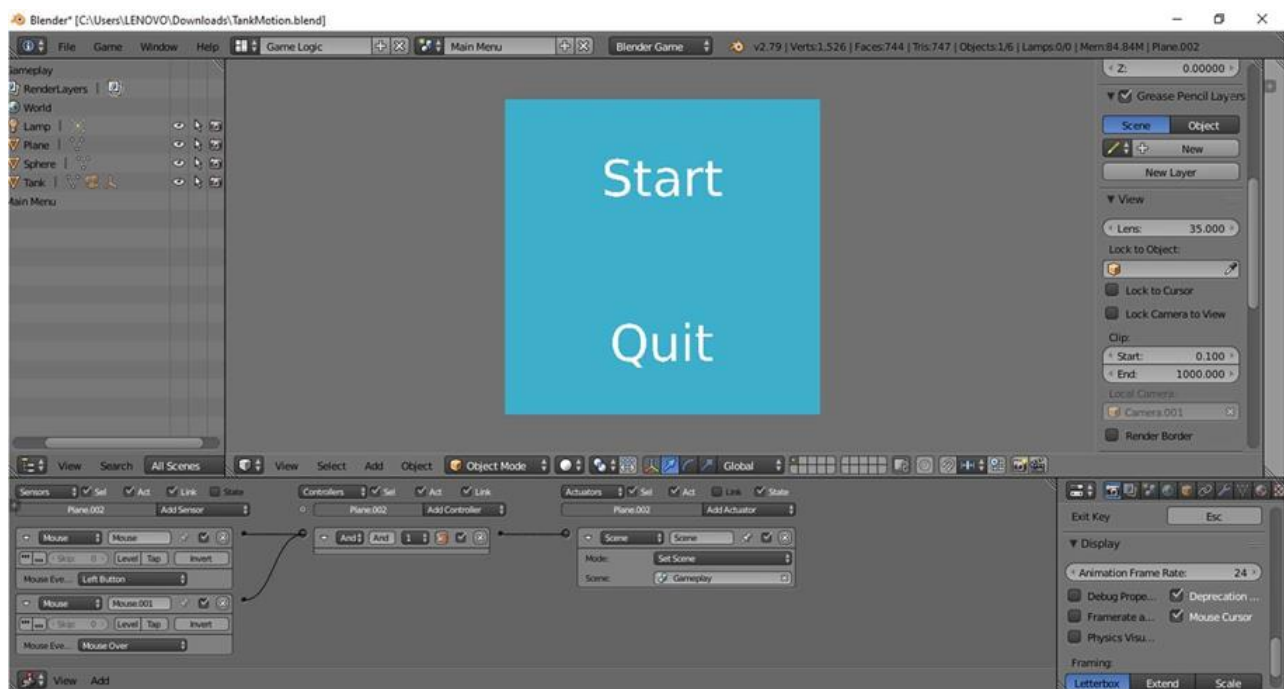 Blender* [C:\Users\LENOVO\Downloads\TankMotion.blend]
File Game Window Help Game Logic Main Menu Blender Game v2.79 | Verts:1,526 | Faces:744 | Tris:747 | Objects:1/6 | Lamps:0/0 | Mem:84.84M | Plane.002
Gameplay
RenderLayers
World
Lamp
Plane
Sphere
Tank
Main Menu
View Search All Scenes
Start
Quit
Z: 0.00000
Grease Pencil Layers
Scene Object
New
New Layer
View
Lens: 35.000
Lock to Object:
Lock to Cursor
Lock Camera to View
Clip:
Start: 0.100
End: 1000.000
Local Camera:
Camera.001
Render Border
View Select Add Object Object Mode Global
Sensors Sel Act Link State
Plane.002 Add Sensor
Mouse Mouse
Skip: 0 Level Tap Invert
Mouse Eve... Left Button
Mouse Mouse.001
Skip: 0 Level Tap Invert
Mouse Eve... Mouse Over
Controllers Sel Act Link
Plane.002 Add Controller
And And 1
Actuators Sel Act Link State
Plane.002 Add Actuator
Scene Scene
Mode: Set Scene
Scene: Gameplay
View Add
Exit Key Esc
Display
Animation Frame Rate: 24
Debug Prope... Deprecation ...
Framerate a... Mouse Cursor
Physics Visu...
Framing:
Letterbox Extend Scale